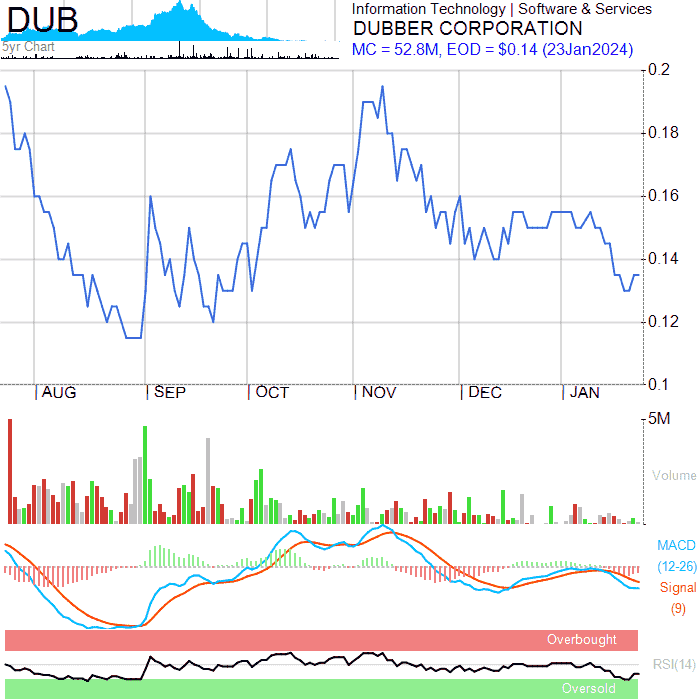 DUB
5yr Chart
Information Technology | Software & Services
DUBBER CORPORATION
MC = 52.8M, EOD = $0.14 (23Jan2024)
0.2
0.18
0.16
0.14
0.12
0.1
AUG SEP OCT NOV DEC JAN
5M
Volume
MACD
(12-26)
Signal
(9)
Overbought
RSI(14)
Oversold